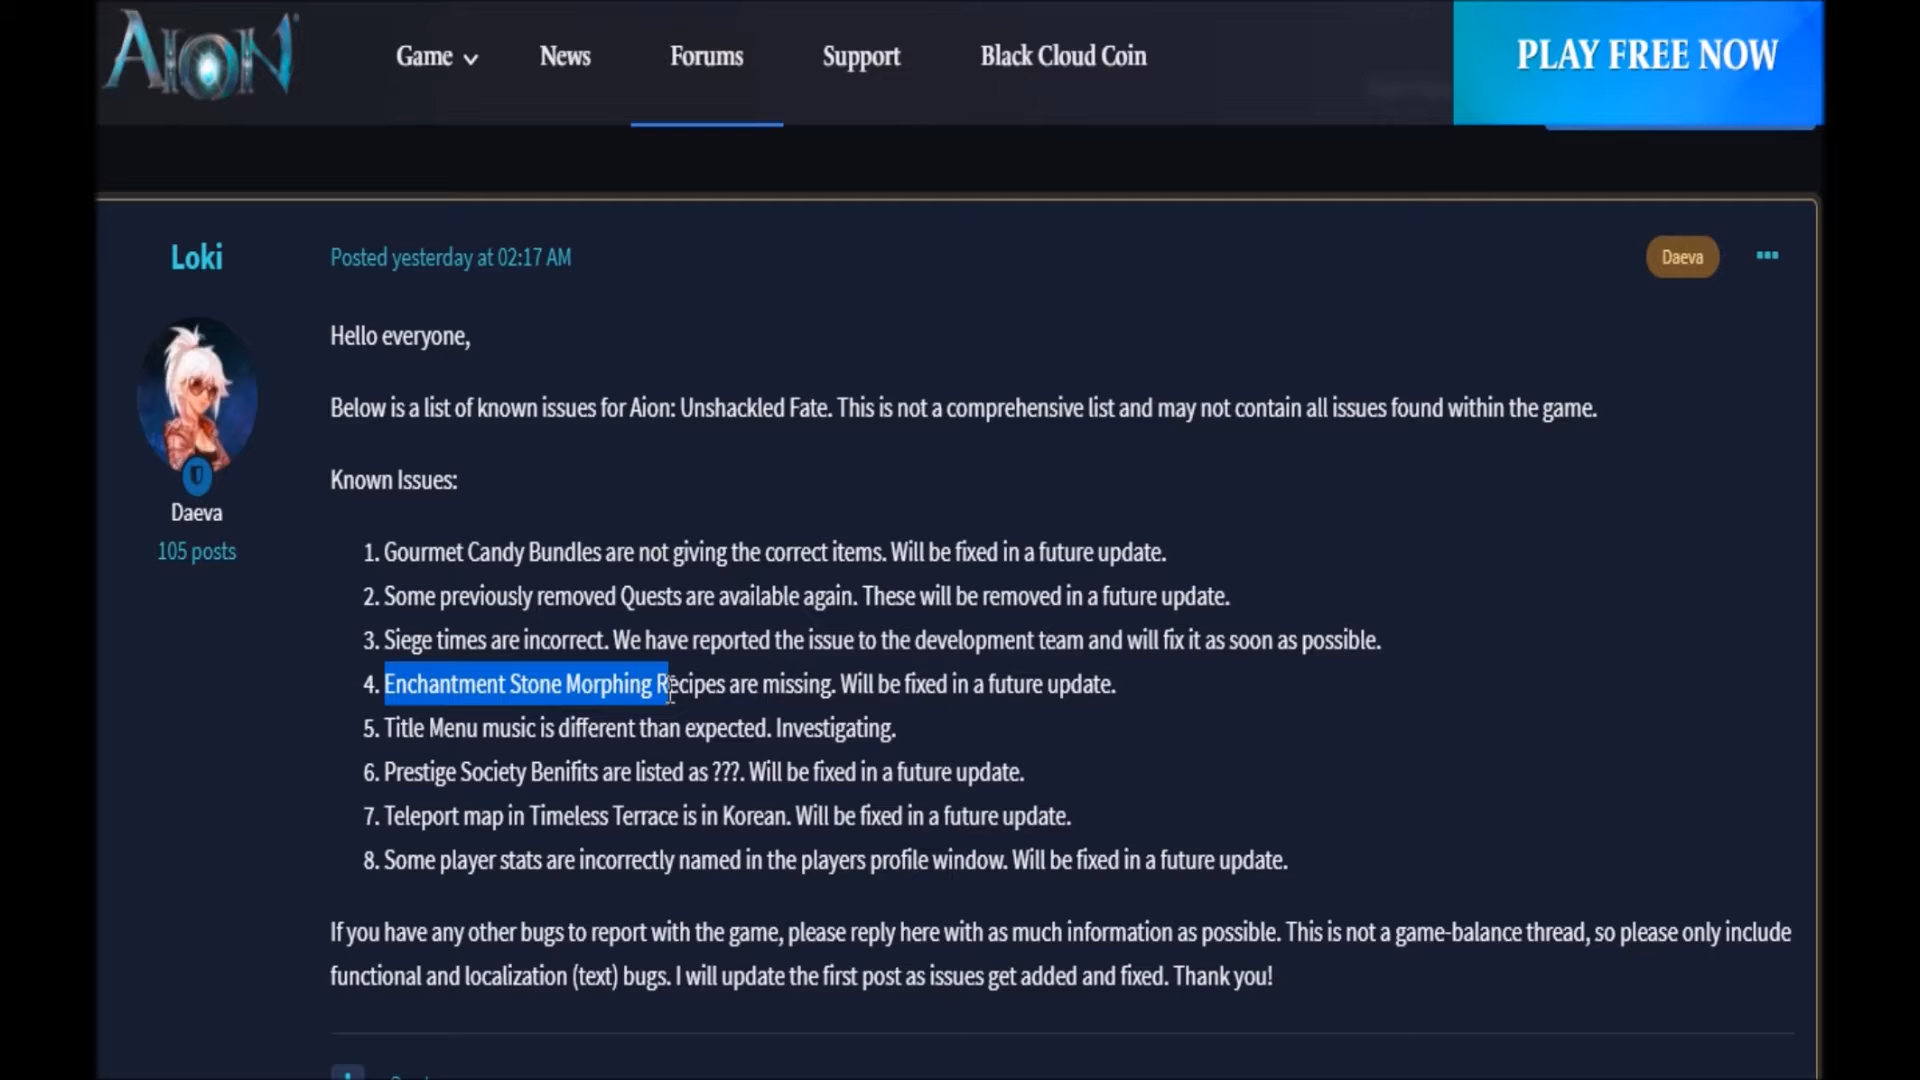 AION
Game
News
Forums
Support
Black Cloud Coin
PLAY FREE NOW
Loki
Posted yesterday at 02:17 AM
Daeva
Hello everyone,
Below is a list of known issues for Aion: Unshackled Fate. This is not a comprehensive list and may not contain all issues found within the game.
Known Issues:
Daeva
105 posts
1. Gourmet Candy Bundles are not giving the correct items. Will be fixed in a future update.
2. Some previously removed Quests are available again. These will be removed in a future update.
3. Siege times are incorrect. We have reported the issue to the development team and will fix it as soon as possible.
4. Enchantment Stone Morphing Recipes are missing. Will be fixed in a future update.
5. Title Menu music is different than expected. Investigating.
6. Prestige Society Benifits are listed as ???. Will be fixed in a future update.
7. Teleport map in Timeless Terrace is in Korean. Will be fixed in a future update.
8. Some player stats are incorrectly named in the players profile window. Will be fixed in a future update.
If you have any other bugs to report with the game, please reply here with as much information as possible. This is not a game-balance thread, so please only include
functional and localization (text) bugs. I will update the first post as issues get added and fixed. Thank you!